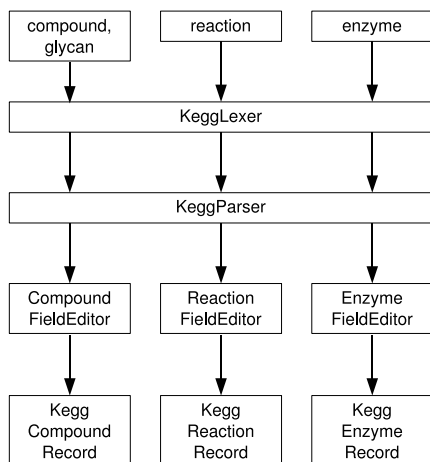 compound,
glycan
reaction
enzyme
KeggLexer
KeggParser
Compound
FieldEditor
Reaction
FieldEditor
Enzyme
FieldEditor
Kegg
Compound
Record
Kegg
Reaction
Record
Kegg
Enzyme
Record